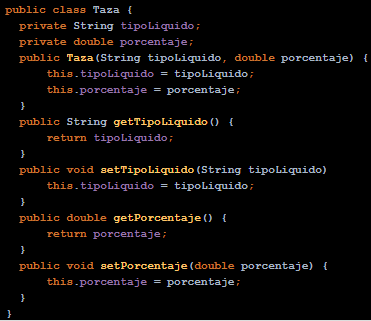 public class Taza {
private String tipoLiquido;
private double porcentaje;
public Taza(String tipoLiquido, double porcentaje) {
this.tipoLiquido = tipoLiquido;
this.porcentaje = porcentaje;
}
public String getTipoLiquido() {
return tipoLiquido;
}
public void setTipoLiquido(String tipoLiquido)
this.tipoLiquido = tipoLiquido;
}
public double getPorcentaje() {
return porcentaje;
}
public void setPorcentaje(double porcentaje) {
this.porcentaje = porcentaje;
}
}